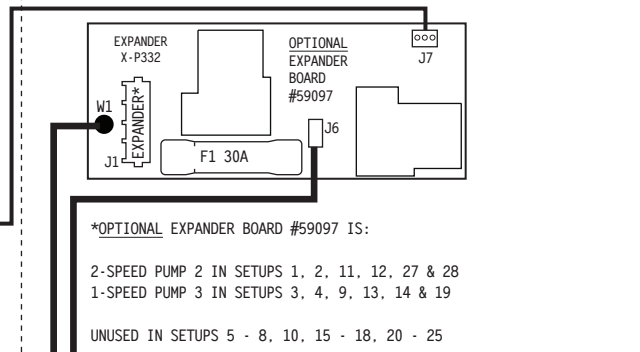 EXPANDER
X-P332
OPTIONAL
EXPANDER
BOARD
#59097
J7
W1
EXPANDER*
J6
J1
F1 30A
*OPTIONAL EXPANDER BOARD #59097 IS:
2-SPEED PUMP 2 IN SETUPS 1, 2, 11, 12, 27 & 28
1-SPEED PUMP 3 IN SETUPS 3, 4, 9, 13, 14 & 19
UNUSED IN SETUPS 5 - 8, 10, 15 - 18, 20 - 25